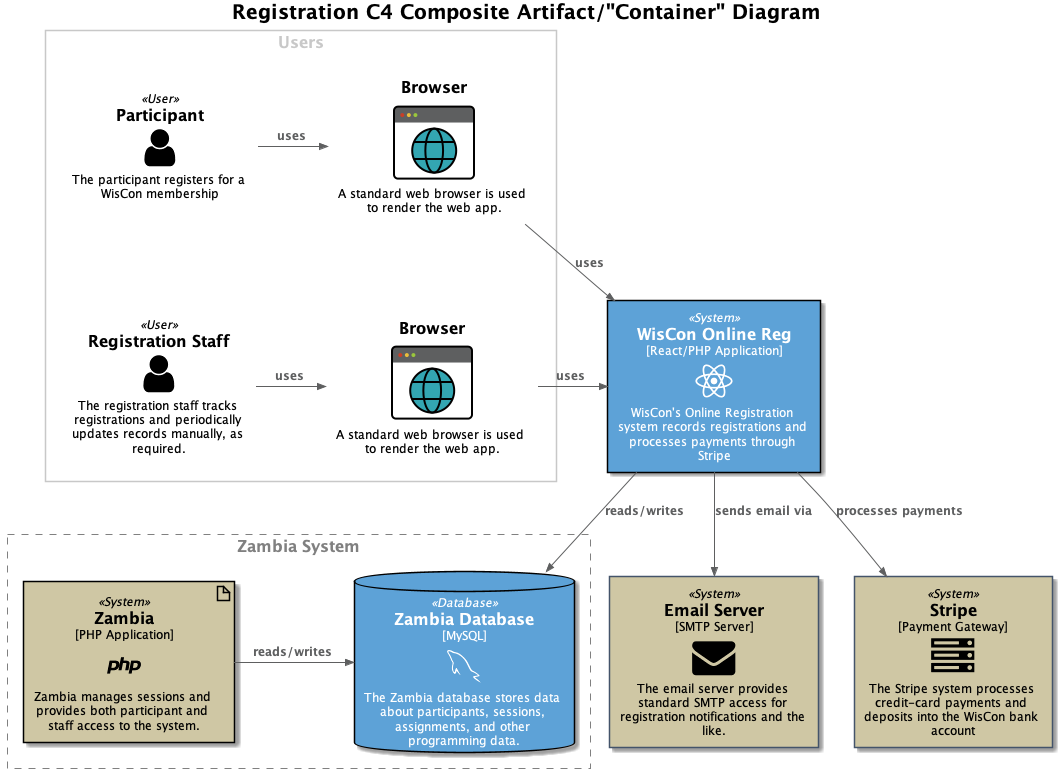 Registration C4 Composite Artifact/"Container" Diagram
Users
«User»
Participant
The participant registers for a
WisCon membership
uses
Browser
A standard web browser is used
to render the web app.
uses
«User»
Registration Staff
The registration staff tracks
registrations and periodically
updates records manually, as
required.
uses
Browser
A standard web browser is used
to render the web app.
uses
«System»
WisCon Online Reg
[React/PHP Application]
WisCon's Online Registration
system records registrations and
processes payments through
Stripe
reads/writes
sends email via
processes payments
Zambia System
«System»
Zambia
[PHP Application]
php
Zambia manages sessions and
provides both participant and
staff access to the system.
reads/writes
«Database»
Zambia Database
[MySQL]
The Zambia database stores data
about participants, sessions,
assignments, and other
programming data.
«System»
Email Server
[SMTP Server]
The email server provides
standard SMTP access for
registration notifications and the
like.
«System»
Stripe
[Payment Gateway]
The Stripe system processes
credit-card payments and
deposits into the WisCon bank
account